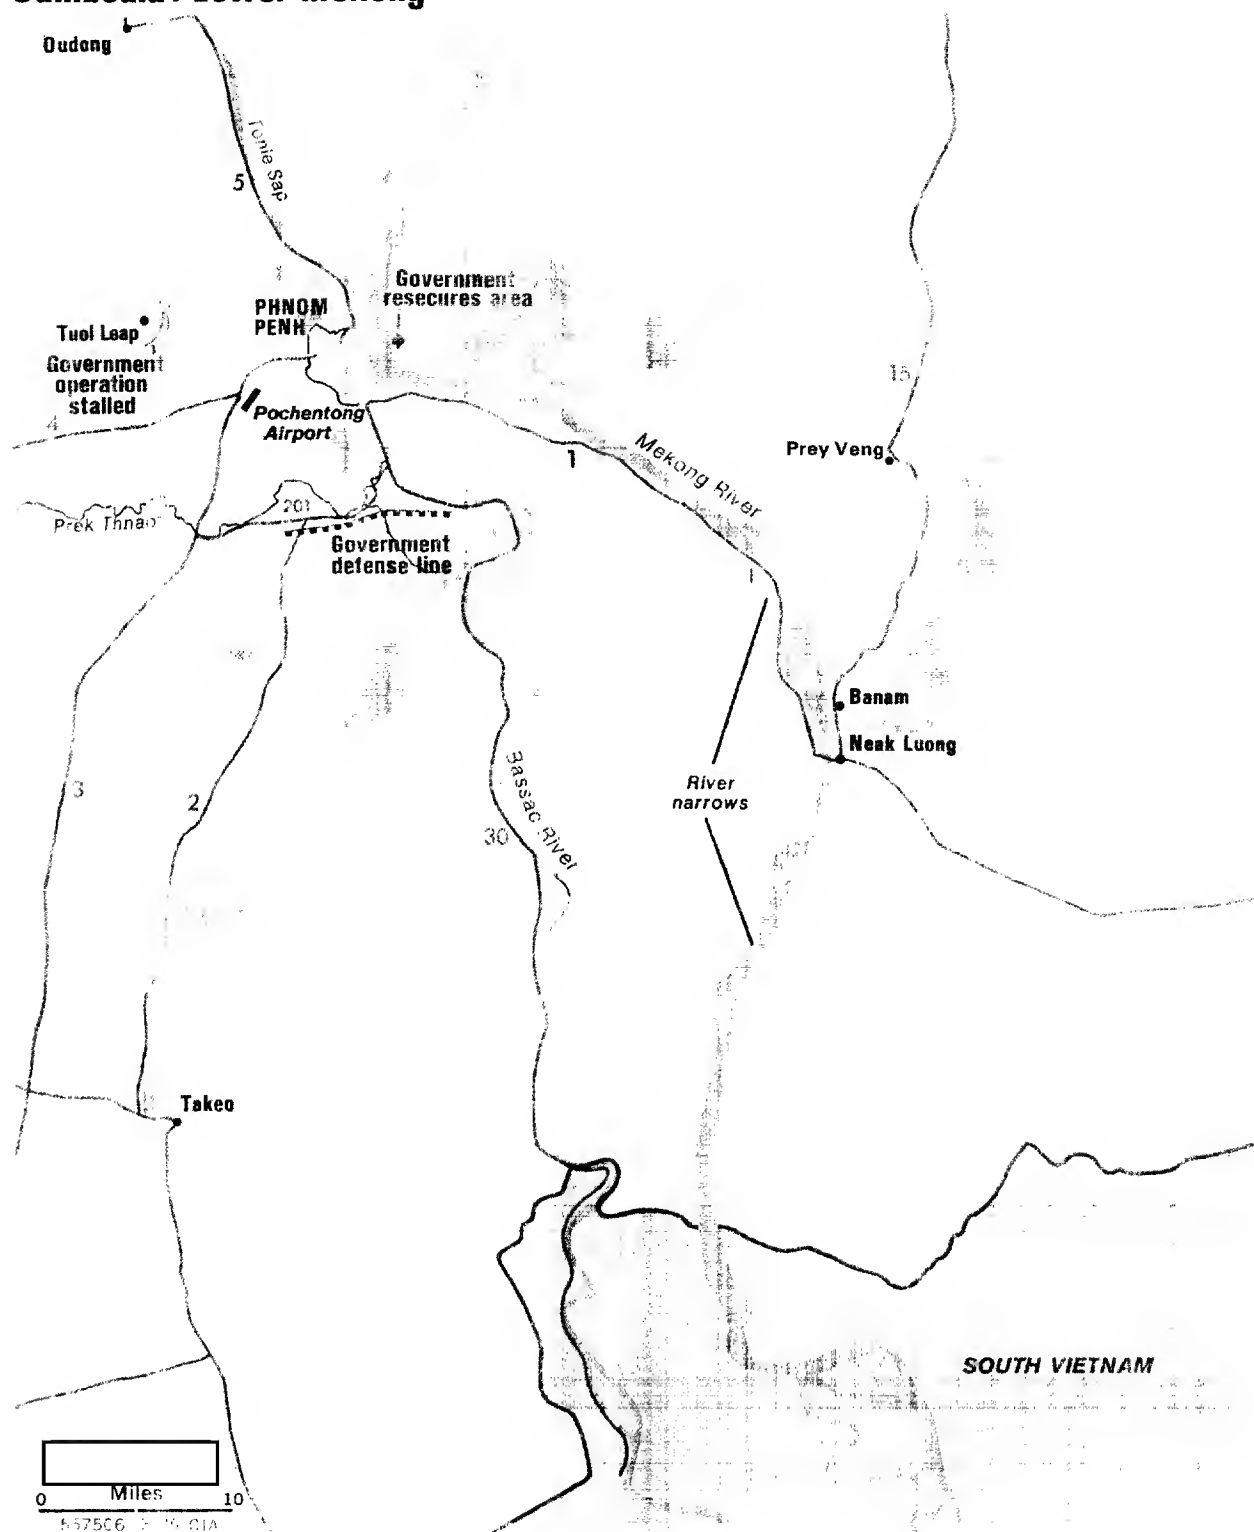 Oudong
Tonle Sap
5
Government
resecures area
PHNOM
PENH
Tuol Leap
Government
operation
stalled
4
Pochentong
Airport
15
1
Mekong River
Prey Veng
201
Prek Thnaot
Government
defense line
Banam
Neak Luong
River
narrows
3
2
Bassac River
30
Takeo
SOUTH VIETNAM
Miles
0 10
CIA